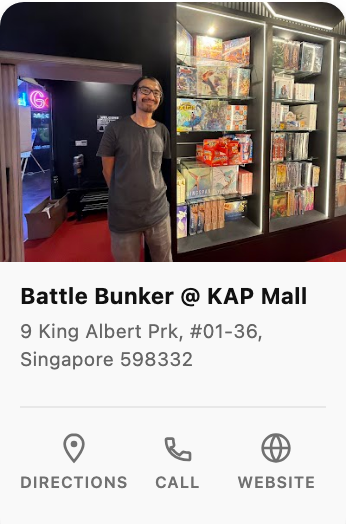 G
Battle Bunker @ KAP Mall
9 King Albert Prk, #01-36,
Singapore 598332
DIRECTIONS
CALL
WEBSITE